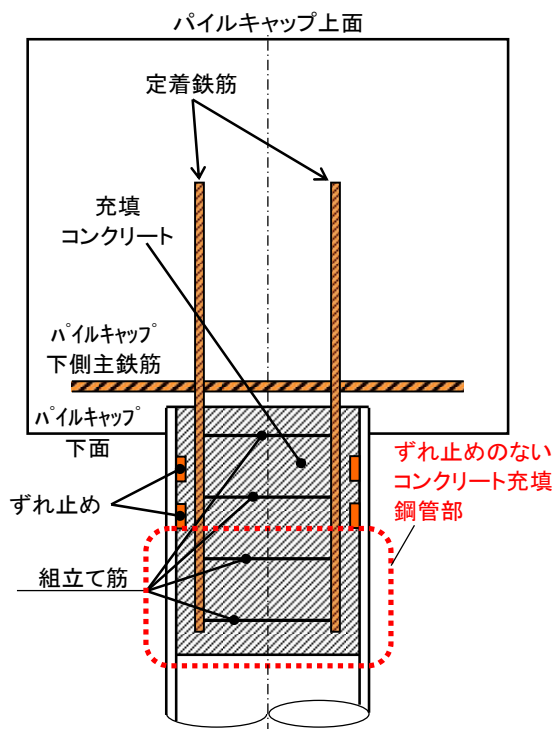 パイルキャップ上面
定着鉄筋
充填
コンクリート
パイルキャップ
下側主鉄筋
パイルキャップ
下面
ずれ止めのない
コンクリート充填
鋼管部
ずれ止め
組立て筋